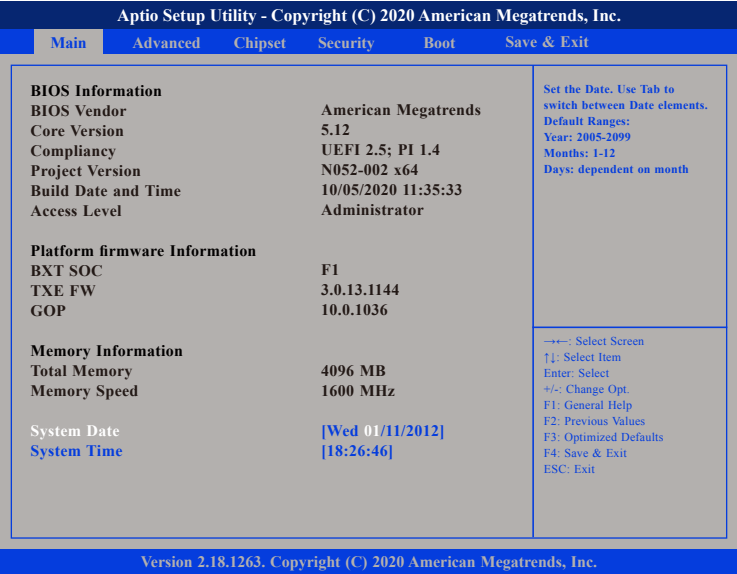 Aptio Setup Utility - Copyright (C) 2020 American Megatrends, Inc.
Main Advanced Chipset Security Boot Save & Exit
BIOS Information
BIOS Vendor American Megatrends
Core Version 5.12
Compliancy UEFI 2.5; PI 1.4
Project Version N052-002 x64
Build Date and Time 10/05/2020 11:35:33
Access Level Administrator
Platform firmware Information
BXT SOC F1
TXE FW 3.0.13.1144
GOP 10.0.1036
Memory Information
Total Memory 4096 MB
Memory Speed 1600 MHz
System Date [Wed 01/11/2012]
System Time [18:26:46]
Set the Date. Use Tab to
switch between Date elements.
Default Ranges:
Year: 2005-2099
Months: 1-12
Days: dependent on month
→←: Select Screen
↑↓: Select Item
Enter: Select
+/-: Change Opt.
F1: General Help
F2: Previous Values
F3: Optimized Defaults
F4: Save & Exit
ESC: Exit
Version 2.18.1263. Copyright (C) 2020 American Megatrends, Inc.